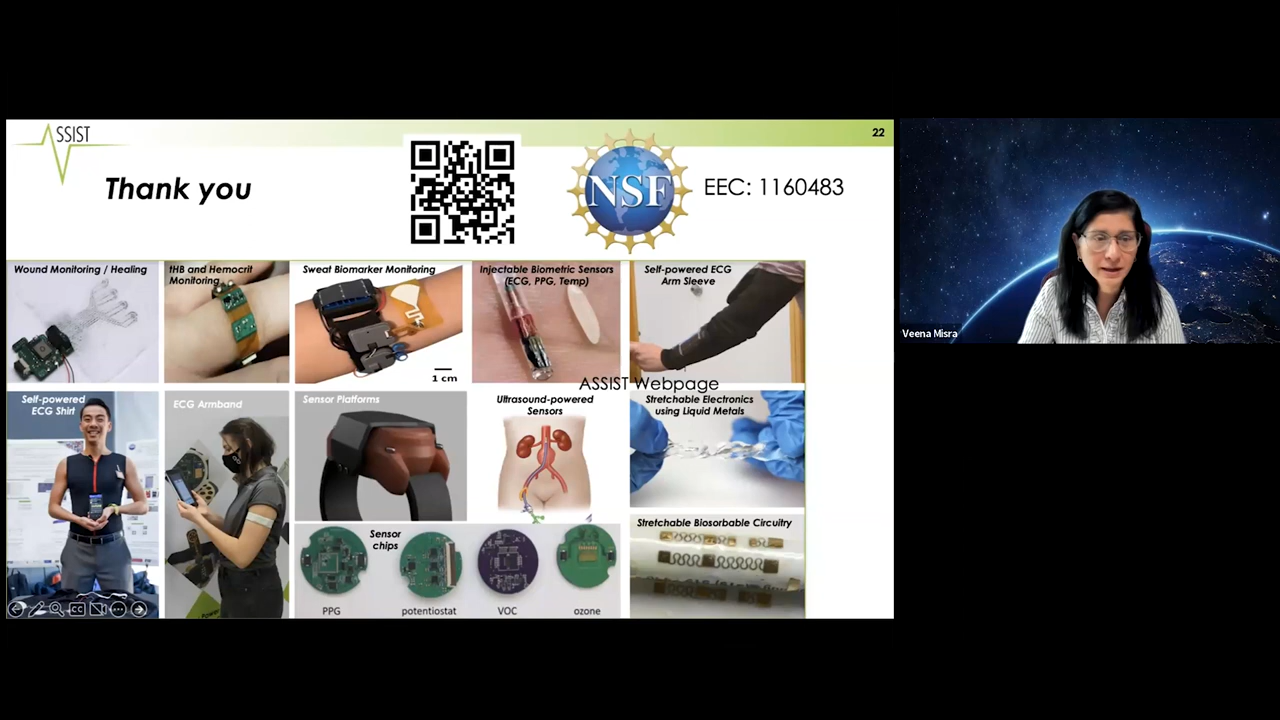 SSIST
22
Thank you
NSF
EEC: 1160483
Wound Monitoring / Healing
tHB and Hemocrit
Monitoring
Sweat Biomarker Monitoring
1 cm
Injectable Biometric Sensors
(ECG, PPG, Temp)
Self-powered ECG
Arm Sleeve
ASSIST Webpage
Self-powered
ECG Shirt
ECG Armband
Sensor Platforms
Ultrasound-powered
Sensors
Stretchable Electronics
using Liquid Metals
Sensor
chips
PPG
potentiostat
VOC
ozone
Stretchable Biosorbable Circuitry
CC
Veena Misra